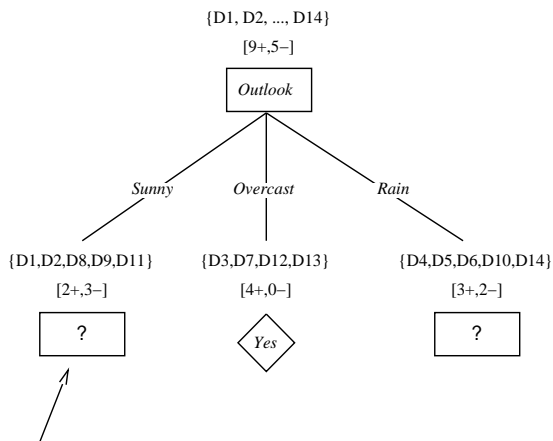 {D1, D2, ..., D14}
[9+,5–]
Outlook
Sunny
Overcast
Rain
{D1,D2,D8,D9,D11}
{D3,D7,D12,D13}
{D4,D5,D6,D10,D14}
[2+,3–]
[4+,0–]
[3+,2–]
?
Yes
?